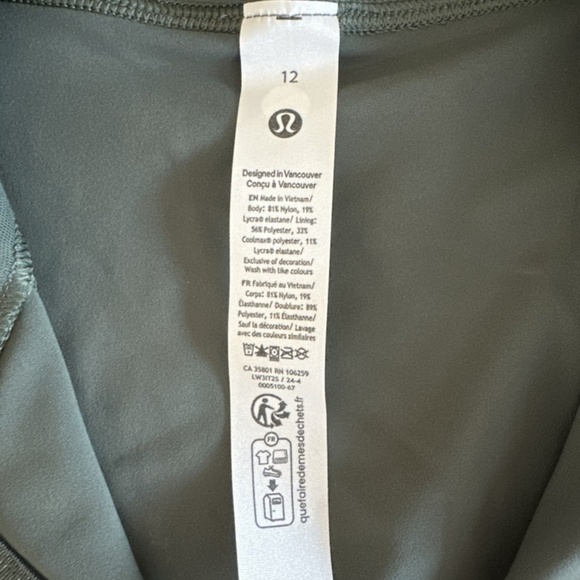 12
Designed in Vancouver
Conçu à Vancouver
EN Made in Vietnam/
Body: 81% Nylon, 19%
Lycra® elastane/ Lining:
56% Polyester, 33%
Coolmax® polyester, 11%
Lycra® elastane/
Exclusive of decoration/
Wash with like colours
FR Fabriqué au Vietnam/
Corps: 81% Nylon, 19%
Élasthanne/ Doublure: 89%
Polyester, 11% Élasthanne/
Sauf la décoration/ Lavage
avec des couleurs similaires
CA 35801 RN 106259
LW3IT2S / 24-4
0005100-67
FR
quefairedemesdechets.fr